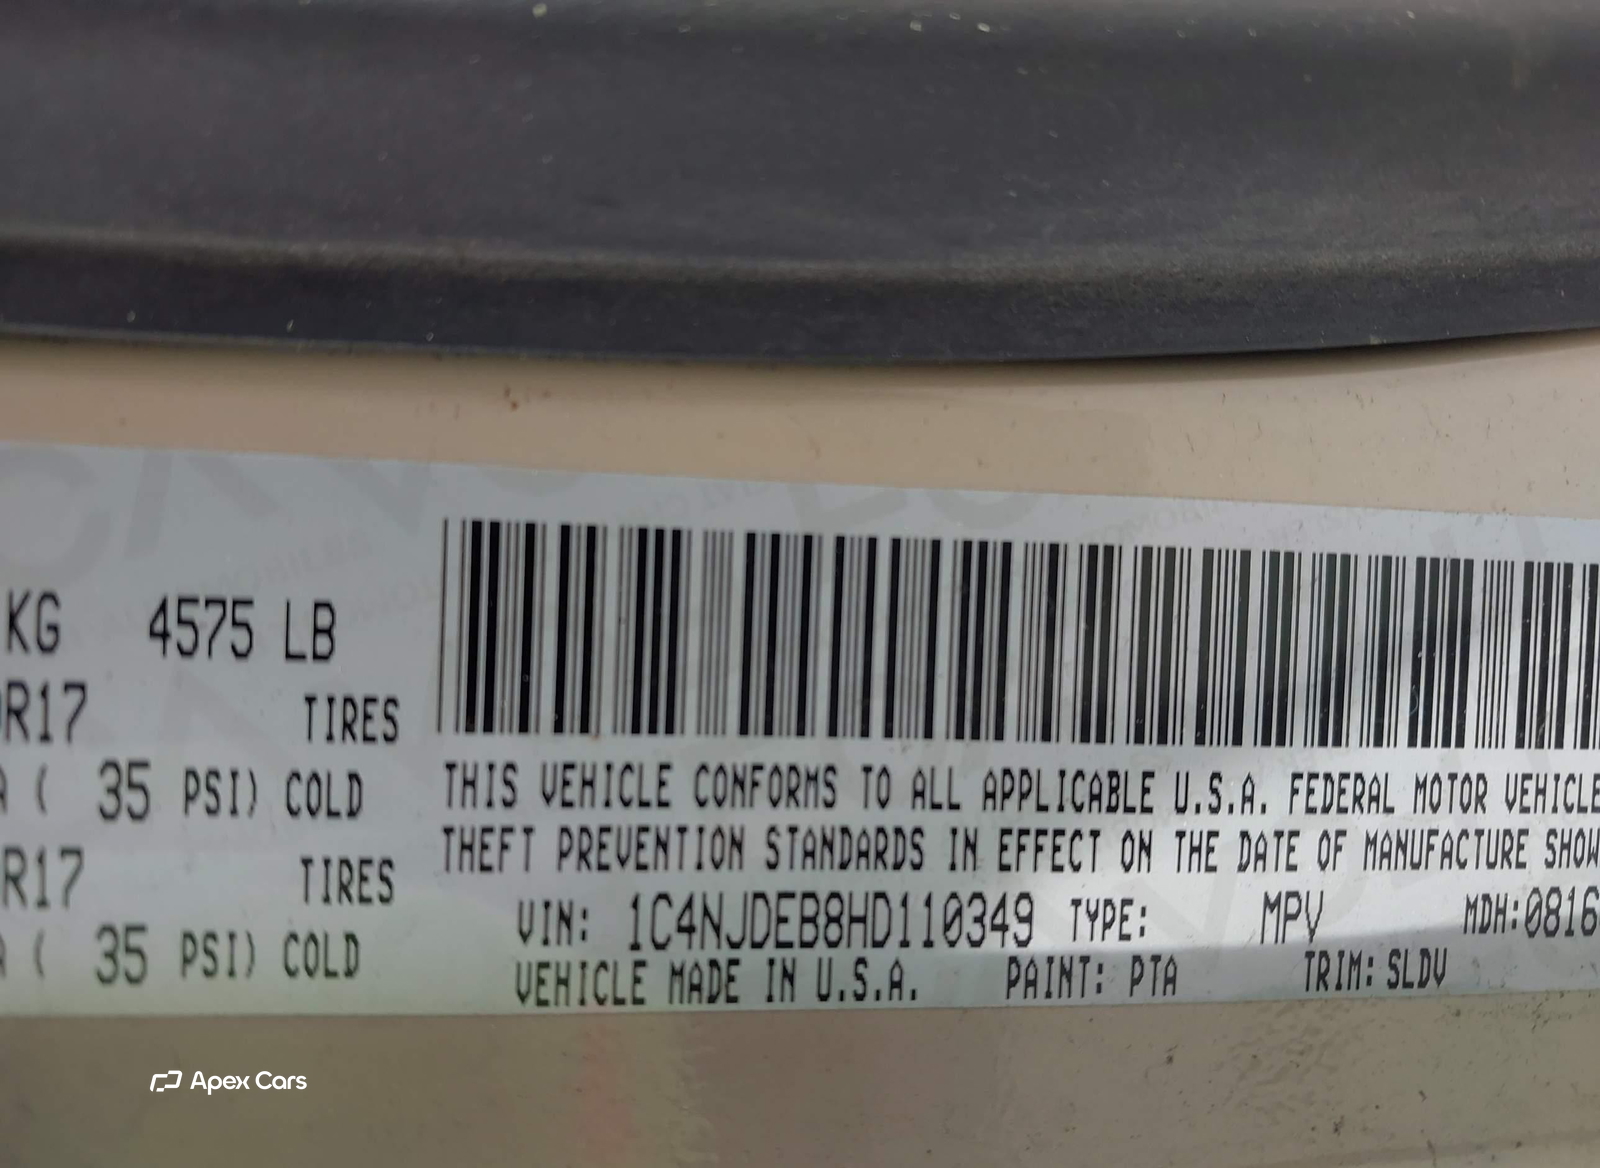 KG 4575 LB
R17 TIRES
( 35 PSI) COLD
R17 TIRES
( 35 PSI) COLD
THIS VEHICLE CONFORMS TO ALL APPLICABLE U.S.A. FEDERAL MOTOR VEHICLE
THEFT PREVENTION STANDARDS IN EFFECT ON THE DATE OF MANUFACTURE SHOW
VIN: 1C4NJDEB8HD110349 TYPE: MPV MDH:0816
VEHICLE MADE IN U.S.A. PAINT: PTA TRIM: SLDV
Apex Cars